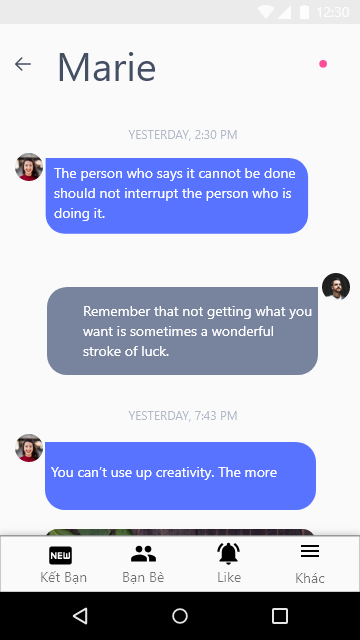 12:30
Marie
YESTERDAY, 2:30 PM
The person who says it cannot be done
should not interrupt the person who is
doing it.
Remember that not getting what you
want is sometimes a wonderful
stroke of luck.
YESTERDAY, 7:43 PM
You can’t use up creativity. The more
NEW
Kết Bạn
Bạn Bè
Like
Khác